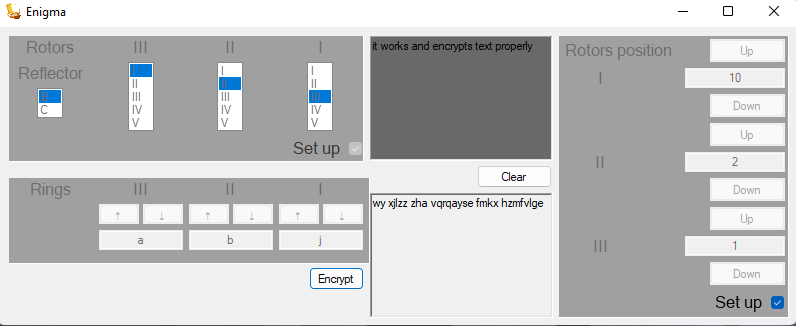 Enigma
Rotors III II I
Reflector
B
C
I
II
III
IV
V
I
II
III
IV
V
I
II
III
IV
V
Set up
Rings III II I
↑ ↓ ↑ ↓ ↑ ↓
a b j
Encrypt
it works and encrypts text properly
Clear
wy xjlzz zha vqrqayse fmkx hzmfvlge
Rotors position
Up
I 10
Down
Up
II 2
Down
Up
III 1
Down
Set up